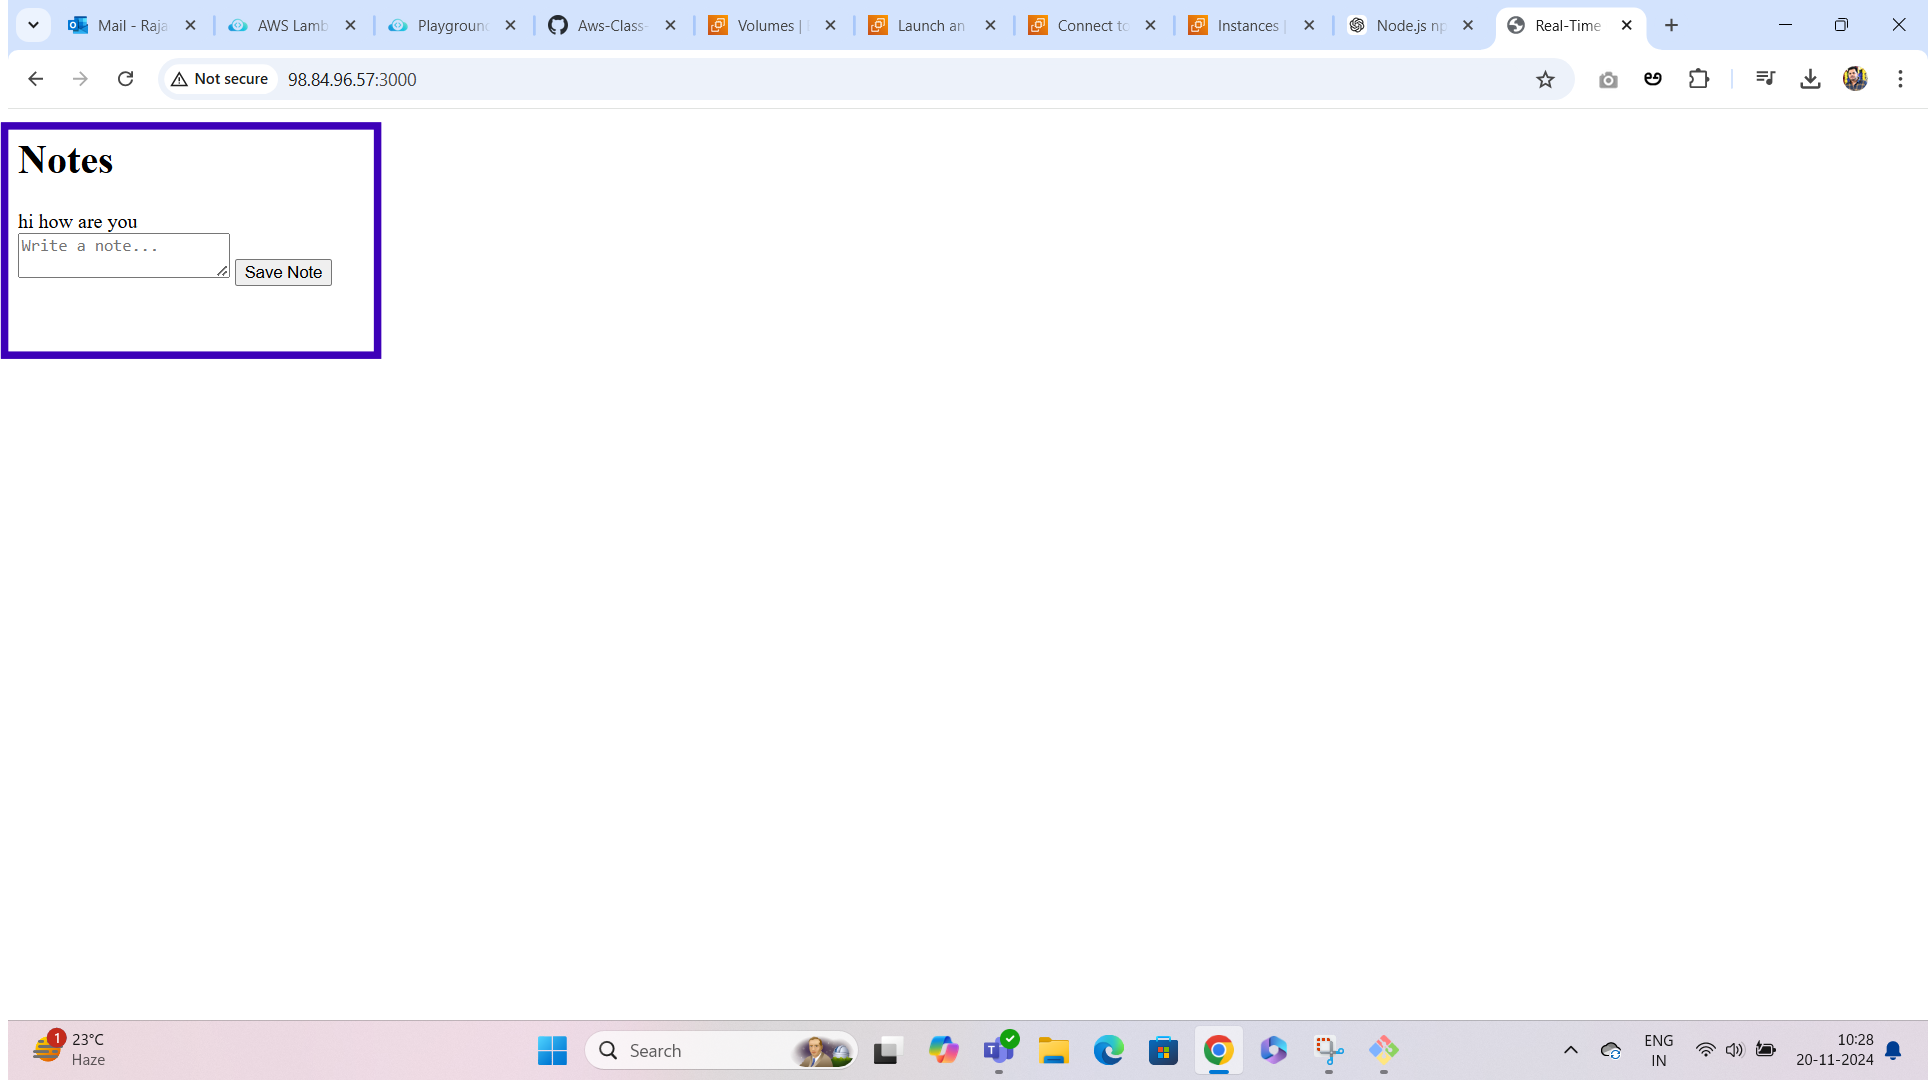 Mail - Raja
AWS Lamb
Playground
Aws-Class-
Volumes |
Launch an
Connect to
Instances |
Node.js np
Real-Time
Not secure
98.84.96.57:3000
Notes
hi how are you
Write a note...
Save Note
1
23°C
Haze
Search
ENG
IN
10:28
20-11-2024